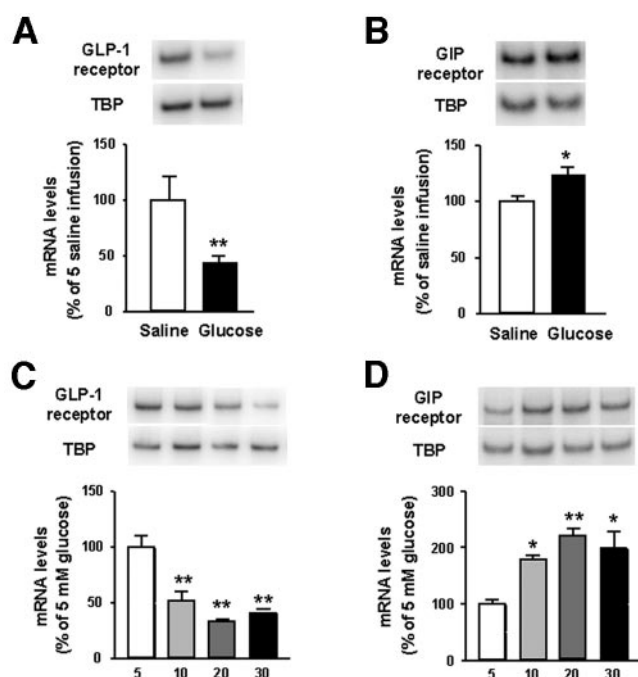 A
GLP-1
receptor
TBP
mRNA levels
(% of 5 saline infusion)
150
100
50
0
**
Saline Glucose
B
GIP
receptor
TBP
mRNA levels
(% of saline infusion)
150
100
50
0
*
Saline Glucose
C
GLP-1
receptor
TBP
mRNA levels
(% of 5 mM glucose)
150
100
50
0
** ** **
5 10 20 30
D
GIP
receptor
TBP
mRNA levels
(% of 5 mM glucose)
300
200
100
0
* ** *
5 10 20 30